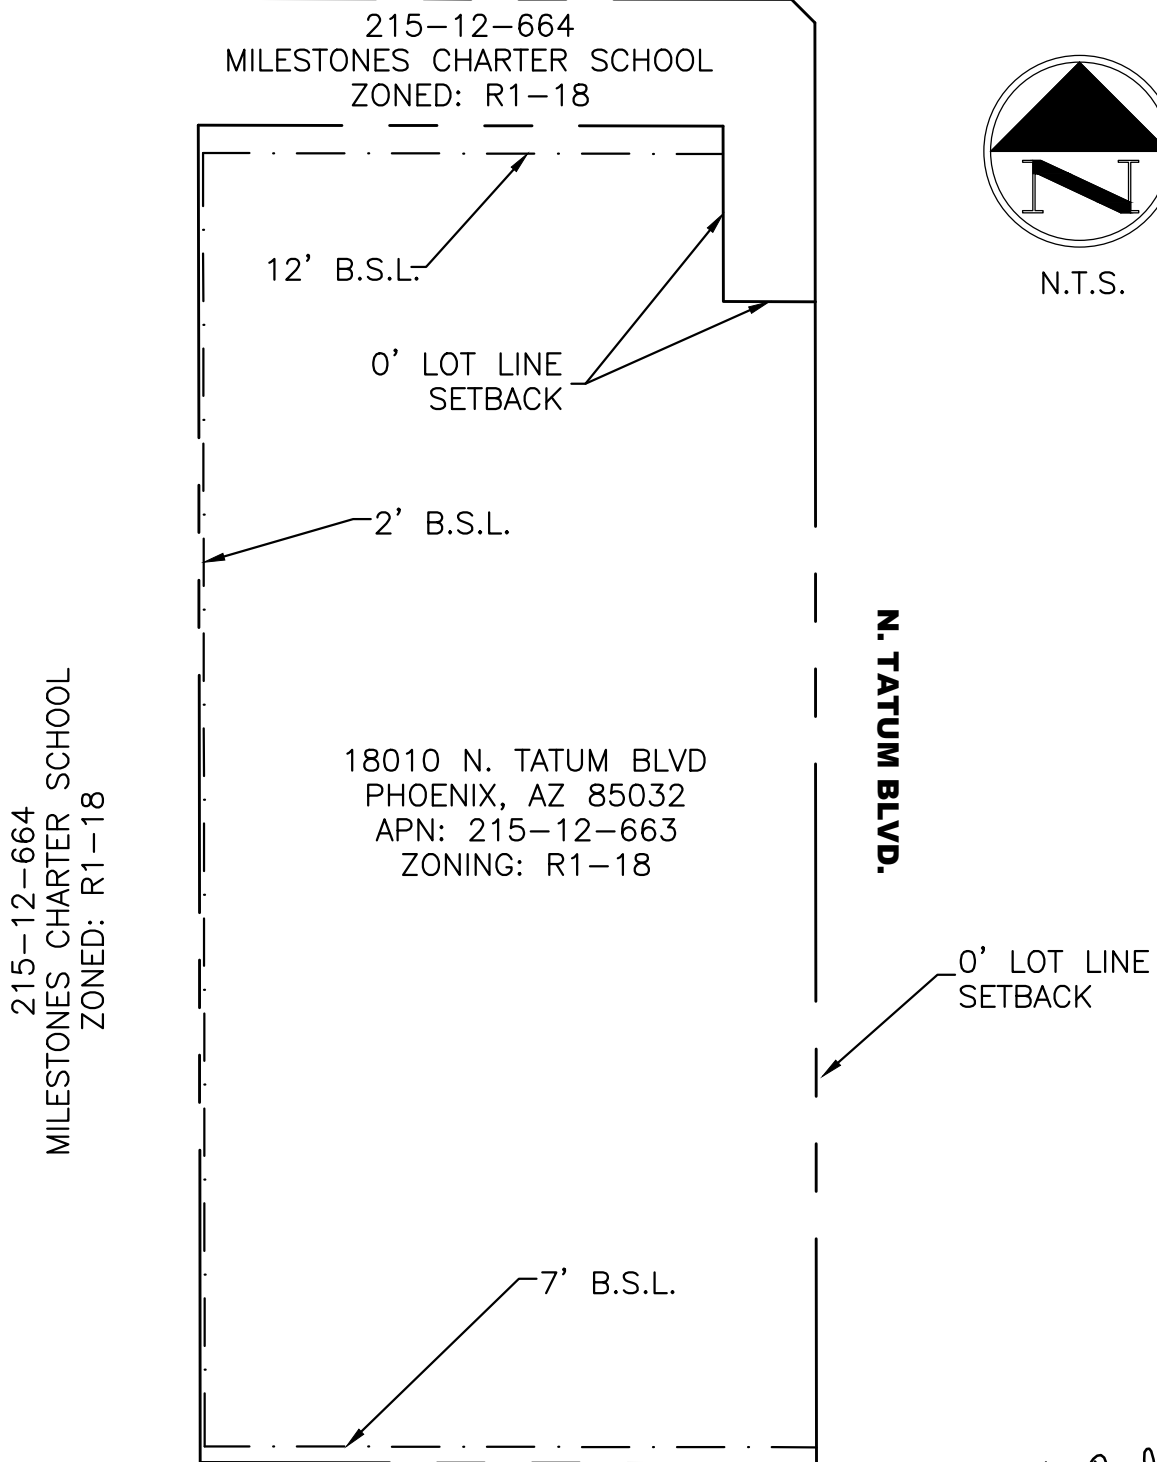 215-12-664
MILESTONES CHARTER SCHOOL
ZONED: R1-18
N
N.T.S.
12' B.S.L.
0' LOT LINE
SETBACK
2' B.S.L.
N. TATUM BLVD.
18010 N. TATUM BLVD
PHOENIX, AZ 85032
APN: 215-12-663
ZONING: R1-18
215-12-664
MILESTONES CHARTER SCHOOL
ZONED: R1-18
0' LOT LINE
SETBACK
7' B.S.L.